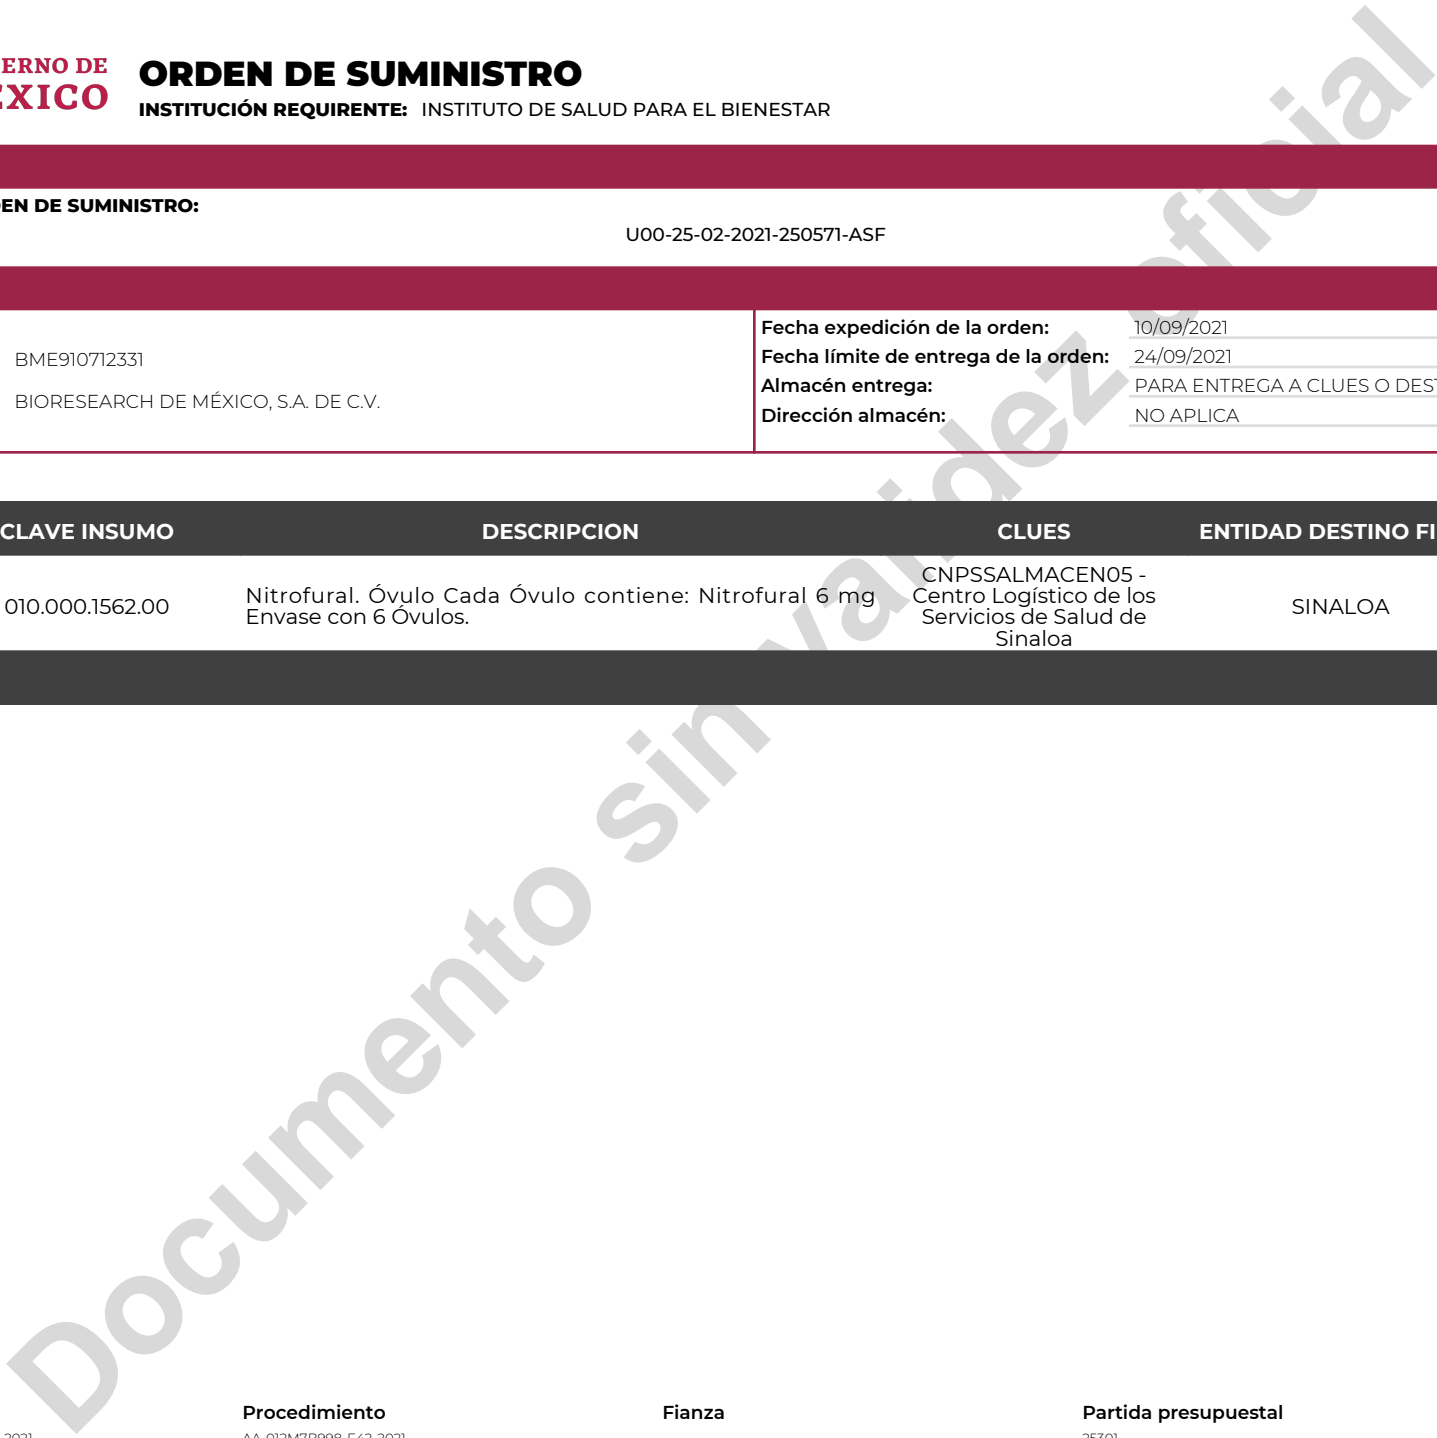 ERNO DE
ÉXICO
ORDEN DE SUMINISTRO
INSTITUCIÓN REQUIRENTE: INSTITUTO DE SALUD PARA EL BIENESTAR
EN DE SUMINISTRO:
U00-25-02-2021-250571-ASF
BME910712331
BIORESEARCH DE MÉXICO, S.A. DE C.V.
Fecha expedición de la orden: 10/09/2021
Fecha límite de entrega de la orden: 24/09/2021
Almacén entrega: PARA ENTREGA A CLUES O DEST
Dirección almacén: NO APLICA
CLAVE INSUMO DESCRIPCION CLUES ENTIDAD DESTINO FI
010.000.1562.00
Nitrofural. Óvulo Cada Óvulo contiene: Nitrofural 6 mg
Envase con 6 Óvulos.
CNPSSALMACEN05 -
Centro Logístico de los
Servicios de Salud de
Sinaloa
SINALOA
Documento sin validez oficial
Procedimiento Fianza Partida presupuestal